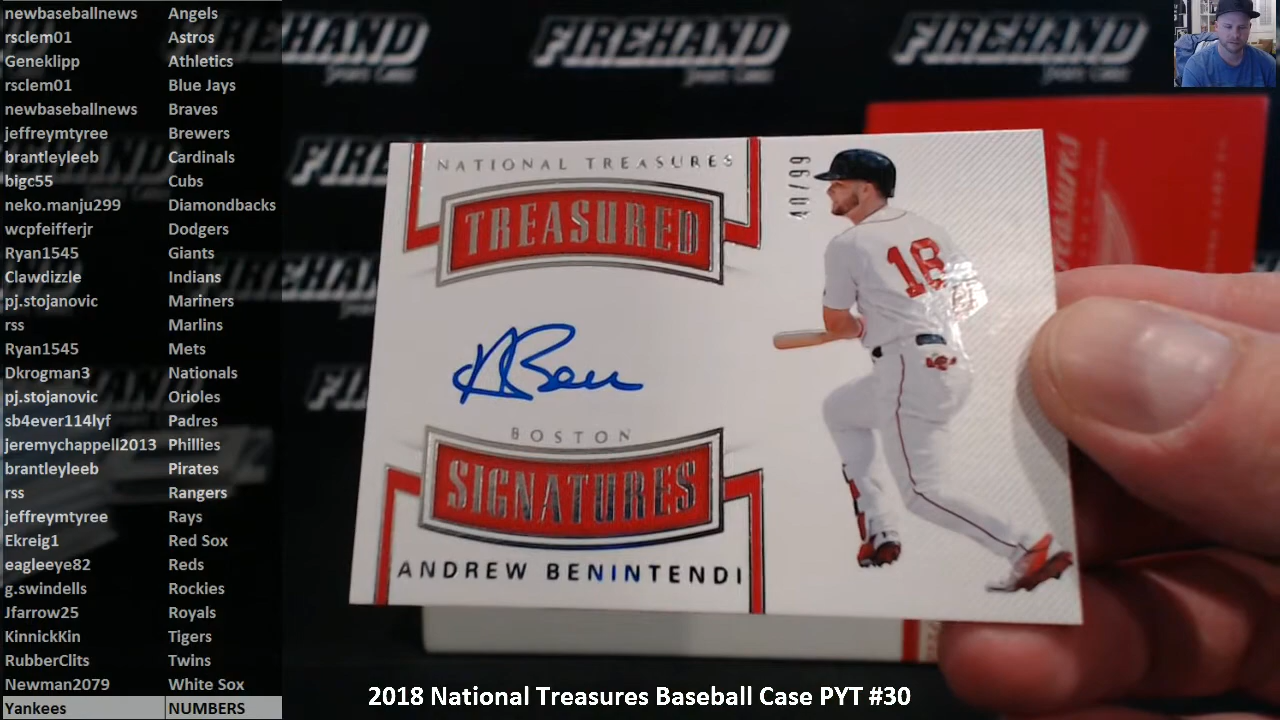 newbaseballnews Angels
rsclem01 Astros
Geneklipp Athletics
rsclem01 Blue Jays
newbaseballnews Braves
jeffreymtyree Brewers
brantleyleeb Cardinals
bigc55 Cubs
neko.manju299 Diamondbacks
wcpfeifferjr Dodgers
Ryan1545 Giants
Clawdizzle Indians
pj.stojanovic Mariners
rss Marlins
Ryan1545 Mets
Dkrogman3 Nationals
pj.stojanovic Orioles
sb4ever114lyf Padres
jeremychappell2013 Phillies
brantleyleeb Pirates
rss Rangers
jeffreymtyree Rays
Ekreig1 Red Sox
eagleeye82 Reds
g.swindells Rockies
Jfarrow25 Royals
KinnickKin Tigers
RubberClits Twins
Newman2079 White Sox
Yankees NUMBERS
FIREHAND
FIREHAND
NATIONAL TREASURES
TREASURED
40/99
18
BOSTON
SIGNATURES
ANDREW BENINTENDI
2018 National Treasures Baseball Case PYT #30